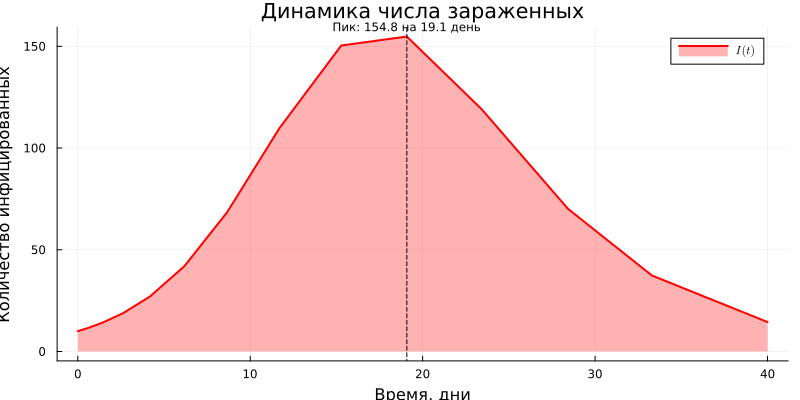 Динамика числа зараженных
Пик: 154.8 на 19.1 день
I(t)
Количество инфицированных
150
100
50
0
0 10 20 30 40
Время, дни